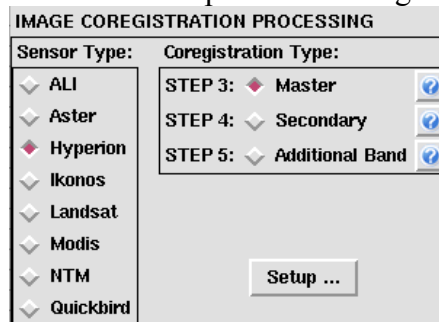 IMAGE COREGISTRATION PROCESSING
Sensor Type:
ALI
Aster
Hyperion
Ikonos
Landsat
Modis
NTM
Quickbird
Coregistration Type:
STEP 3: Master
STEP 4: Secondary
STEP 5: Additional Band
Setup ...